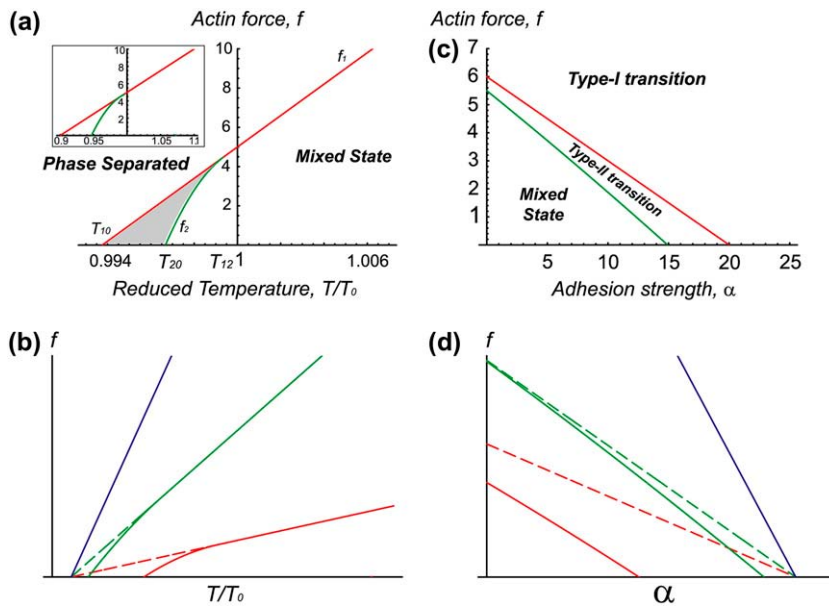 (a)
Actin force, f
10
8
6
4
2
f₁
f₂
T₁₀
0.994
T₂₀
T₁₂
1
1.006
Reduced Temperature, T/T₀
Phase Separated
Mixed State
10
8
6
4
2
0.9
0.95
1.05
11
Actin force, f
(c)
7
6
5
4
3
2
1
Type-I transition
Type-II transition
Mixed
State
5
10
15
20
25
Adhesion strength, α
(b)
f
T/T₀
(d)
f
α